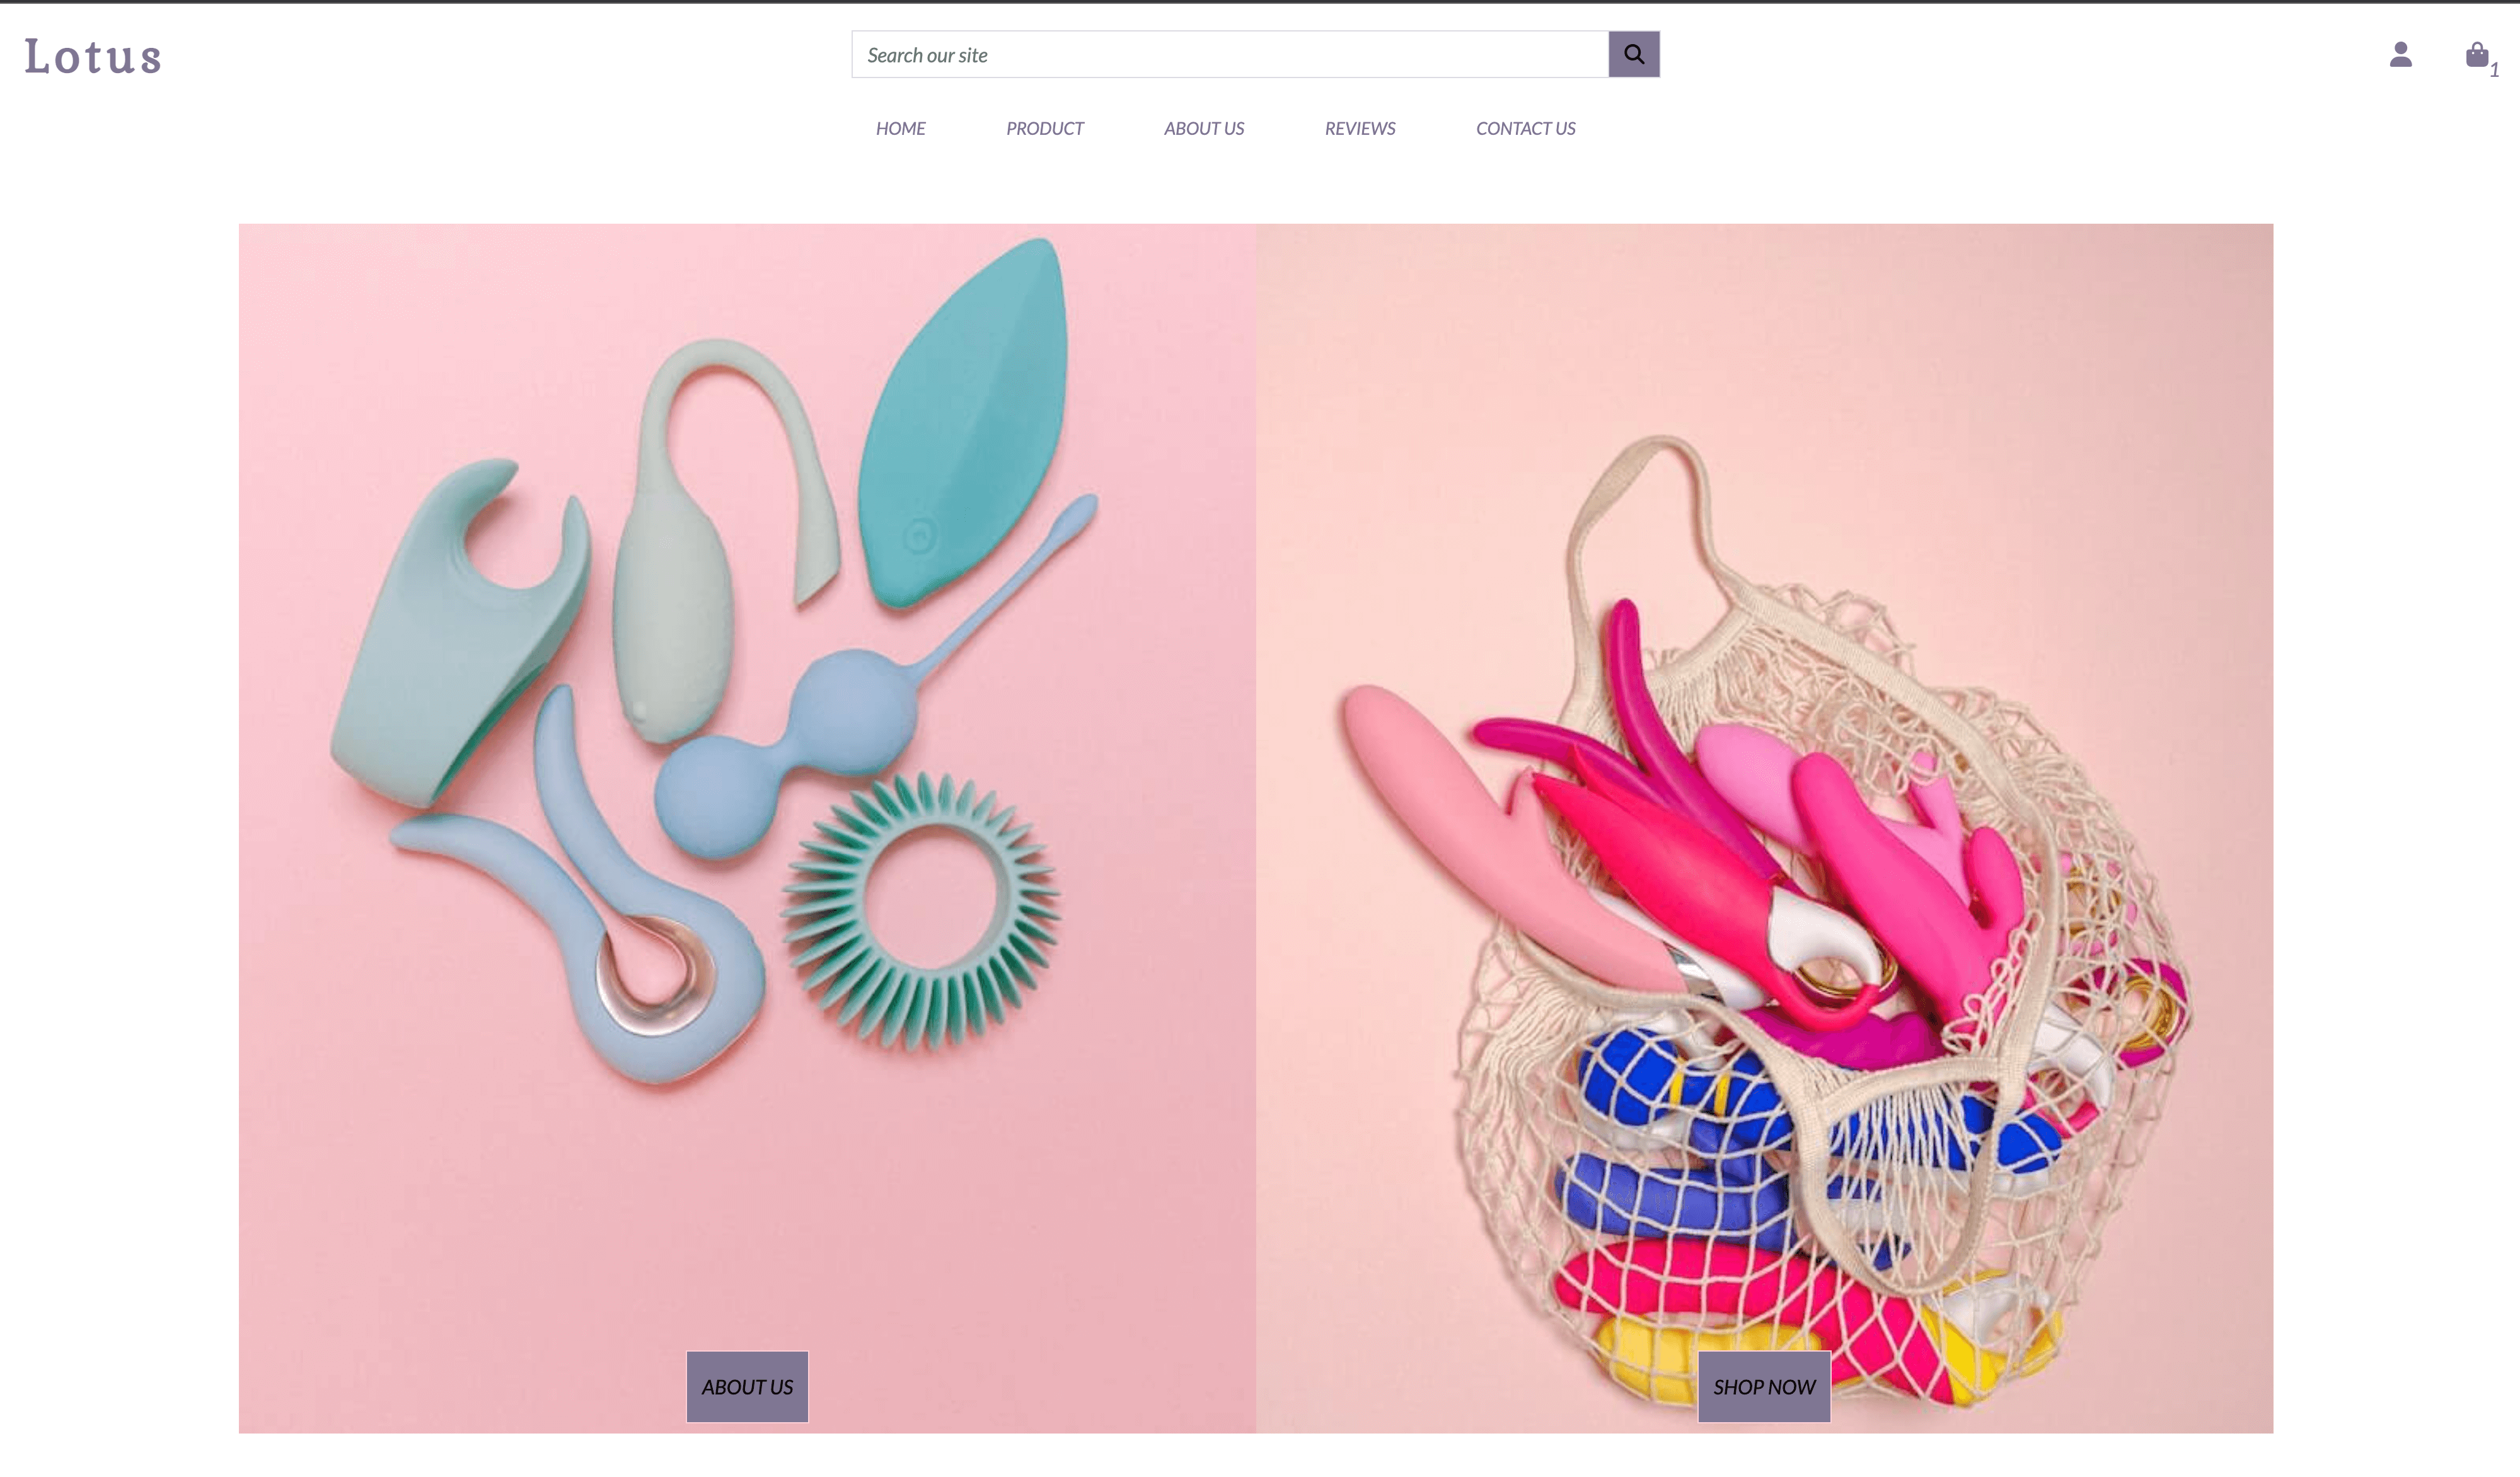 Lotus
Search our site
1
HOME PRODUCT ABOUT US REVIEWS CONTACT US
ABOUT US
SHOP NOW